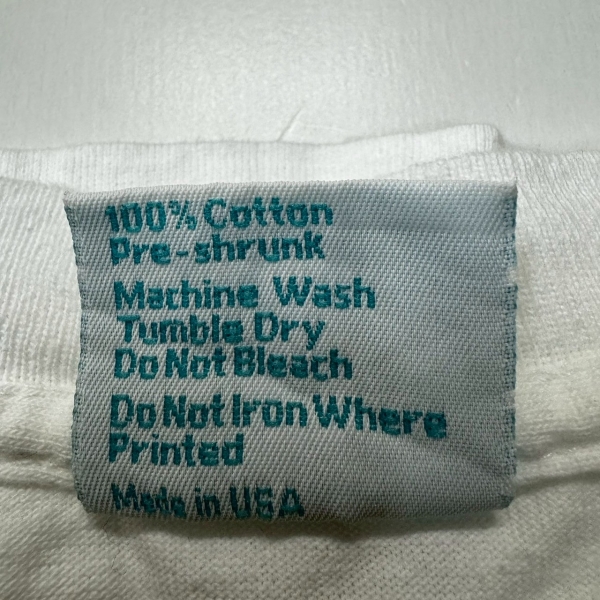 100% Cotton
Pre-shrunk
Machine Wash
Tumble Dry
Do Not Bleach
Do Not Iron Where
Printed
Made in USA